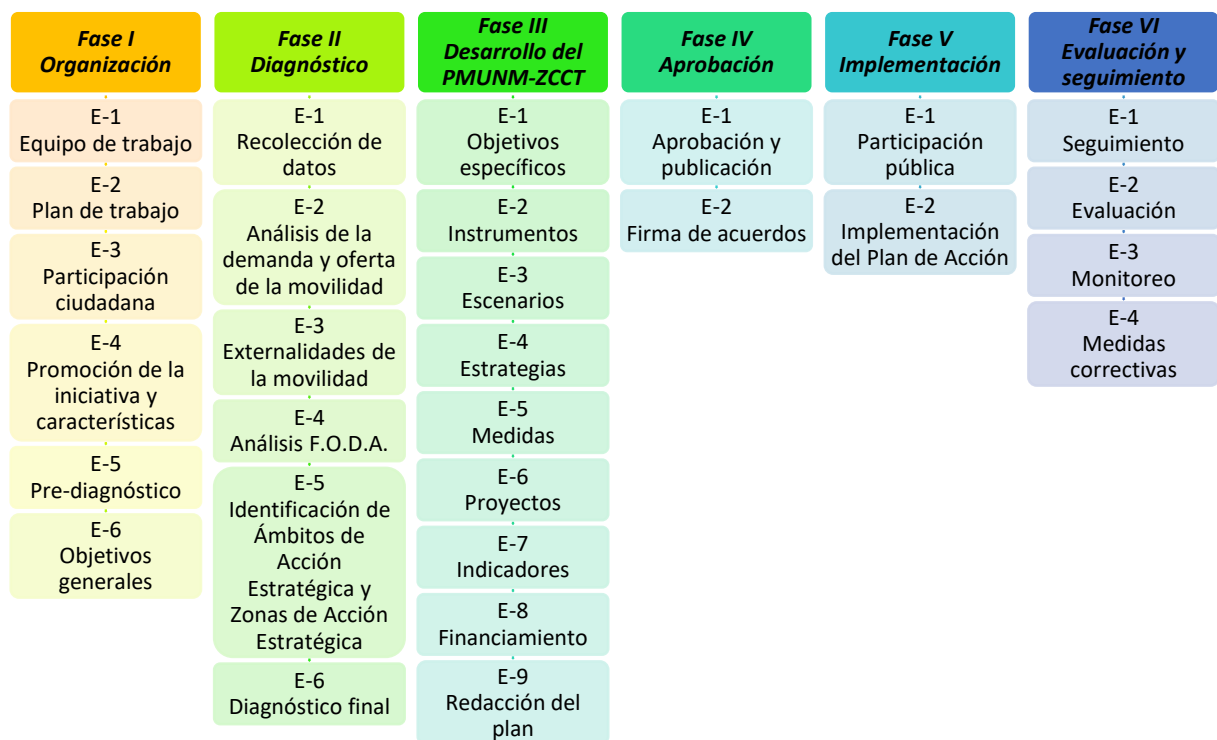 Fase I
Organización
E-1
Equipo de trabajo
E-2
Plan de trabajo
E-3
Participación
ciudadana
E-4
Promoción de la
iniciativa y
características
E-5
Pre-diagnóstico
E-6
Objetivos
generales
Fase II
Diagnóstico
E-1
Recolección de
datos
E-2
Análisis de la
demanda y oferta
de la movilidad
E-3
Externalidades de
la movilidad
E-4
Análisis F.O.D.A.
E-5
Identificación de
Ámbitos de
Acción
Estratégica y
Zonas de Acción
Estratégica
E-6
Diagnóstico final
Fase III
Desarrollo del
PMUNM-ZCCT
E-1
Objetivos
específicos
E-2
Instrumentos
E-3
Escenarios
E-4
Estrategias
E-5
Medidas
E-6
Proyectos
E-7
Indicadores
E-8
Financiamiento
E-9
Redacción del
plan
Fase IV
Aprobación
E-1
Aprobación y
publicación
E-2
Firma de acuerdos
Fase V
Implementación
E-1
Participación
pública
E-2
Implementación
del Plan de Acción
Fase VI
Evaluación y
seguimiento
E-1
Seguimiento
E-2
Evaluación
E-3
Monitoreo
E-4
Medidas
correctivas